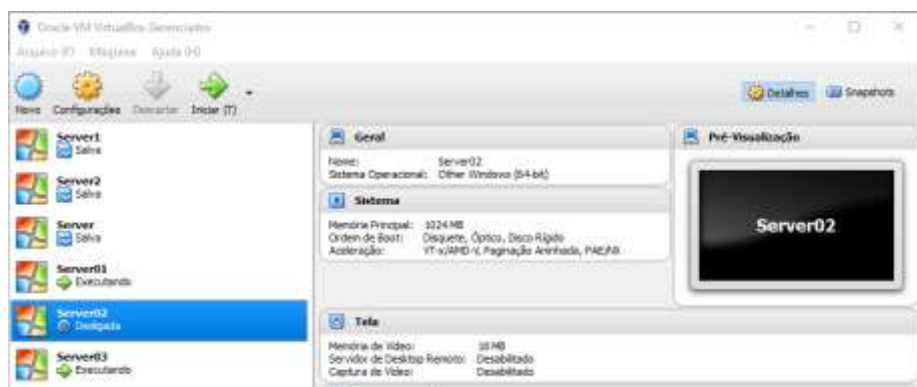 Oracle VM VirtualBox Gerenciador
Arquivo (F) Máquina Ajuda (H)
Novo Configurações Descartar Iniciar (T)
Detalhes Snapshots
Server1
Salva
Server2
Salva
Server
Salva
Server01
Executando
Server02
Desligada
Server03
Executando
Geral
Nome: Server02
Sistema Operacional: Other Windows (64-bit)
Sistema
Memória Principal: 1024 MB
Ordem de Boot: Disquete, Óptico, Disco Rígido
Aceleração: VT-x/AMD-V, Paginação Aninhada, PAE/NX
Tela
Memória de Vídeo: 18 MB
Servidor de Desktop Remoto: Desabilitado
Captura de Vídeo: Desabilitado
Pré-Visualização
Server02